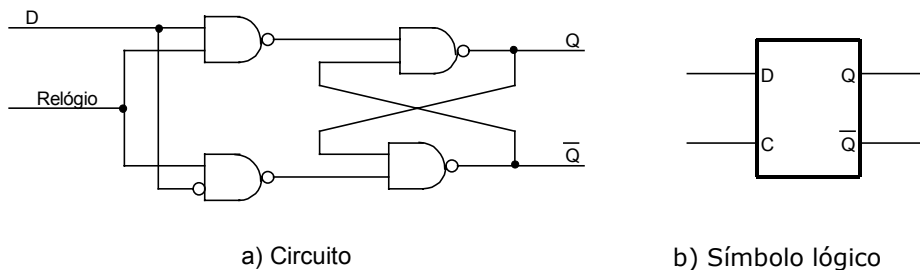 D
Relógio
Q
Q̅
a) Circuito
D
Q
C
Q̅
b) Símbolo lógico